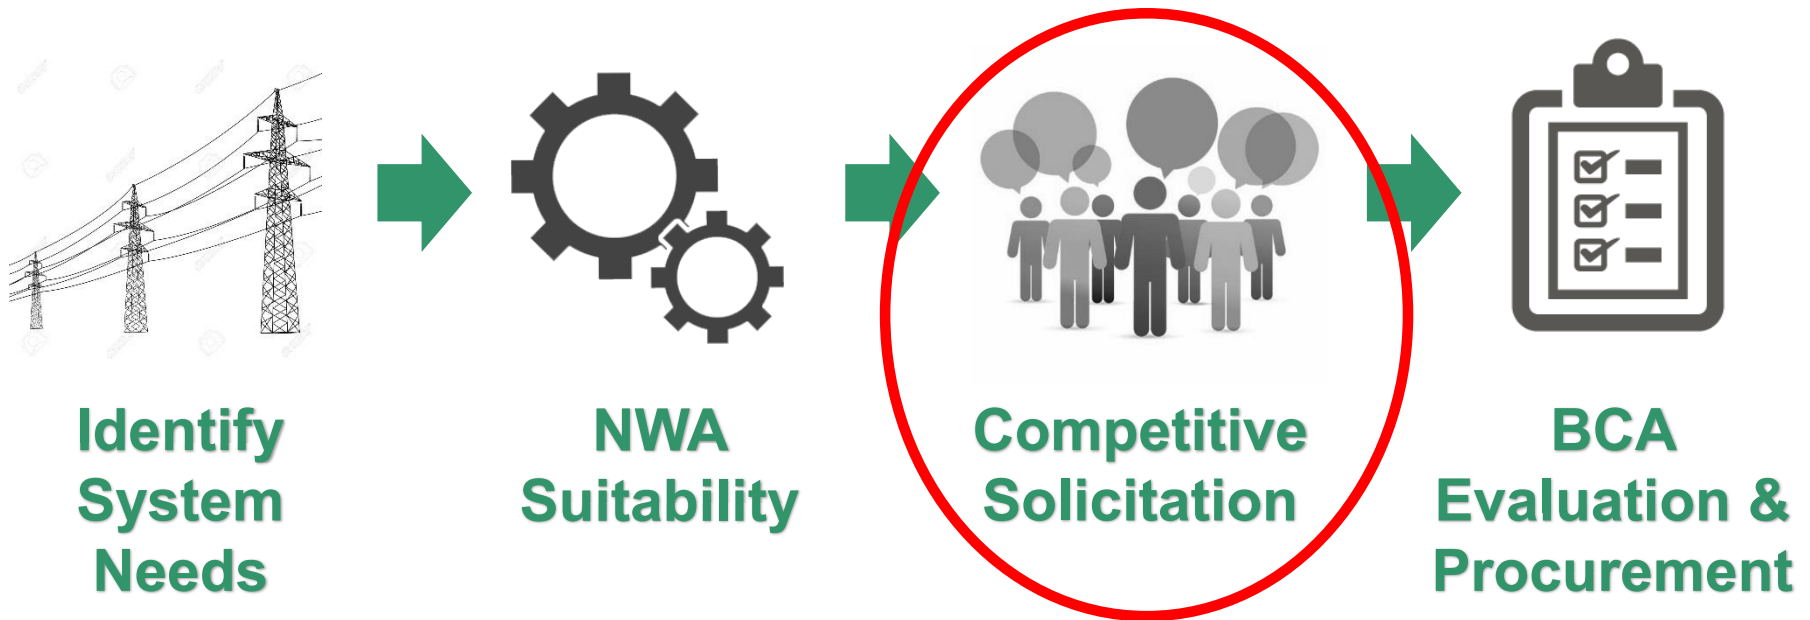 Identify
System
Needs
NWA
Suitability
Competitive
Solicitation
BCA
Evaluation &
Procurement